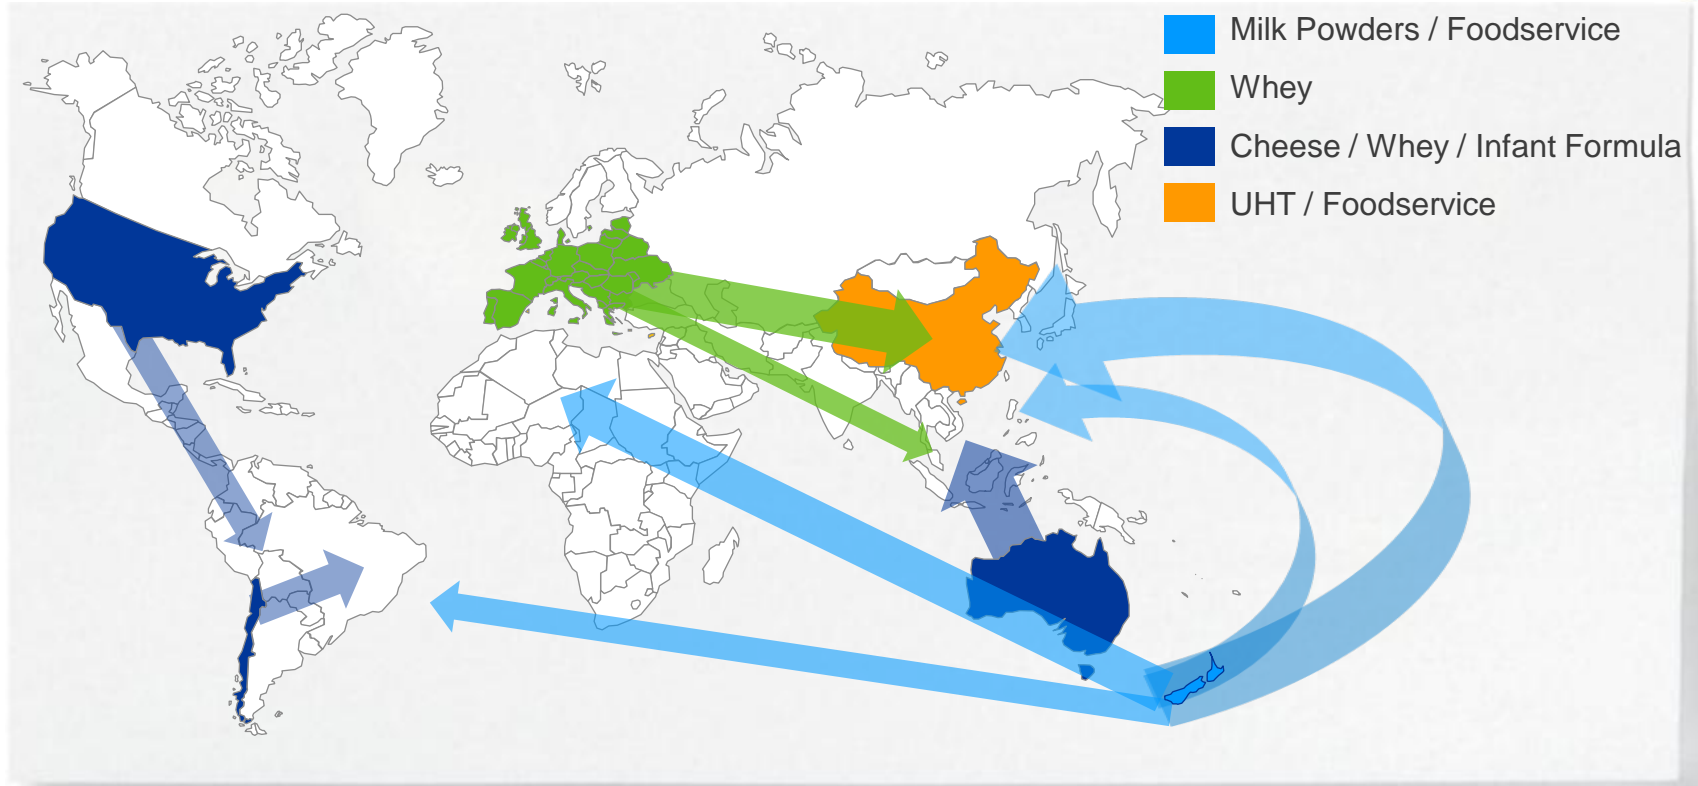 Milk Powders / Foodservice
Whey
Cheese / Whey / Infant Formula
UHT / Foodservice